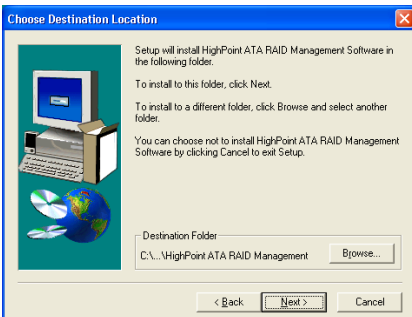 Choose Destination Location
Setup will install HighPoint ATA RAID Management Software in
the following folder.
To install to this folder, click Next.
To install to a different folder, click Browse and select another
folder.
You can choose not to install HighPoint ATA RAID Management
Software by clicking Cancel to exit Setup.
Destination Folder
C:\...\HighPoint ATA RAID Management
Browse...
< Back
Next >
Cancel